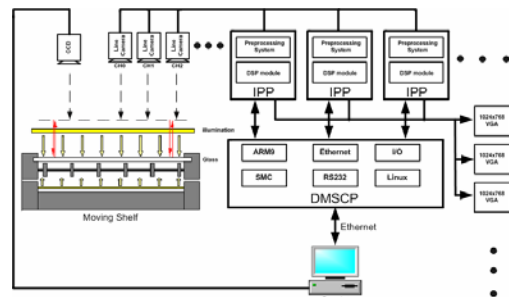 CCD
Line Camera
Line Camera
Line Camera
CH0
CH1
CH2
Preprocessing System
DSP module
IPP
Preprocessing System
DSP module
IPP
Preprocessing System
DSP module
IPP
Illumination
Glass
Moving Shelf
ARM9
Ethernet
I/O
SMC
RS232
Linux
DMSCP
Ethernet
1024x768
VGA
1024x768
VGA
1024x768
VGA